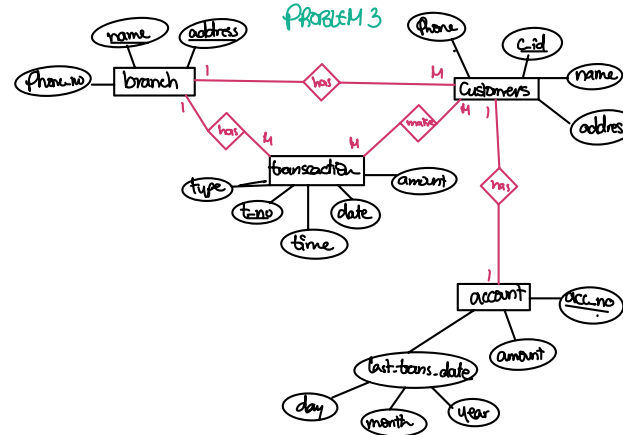 PROBLEM 3
name
address
phone_no
branch
1
has
M
Phone
c_id
name
address
Customers
1
has
M
M
make
M
1
has
1
transcaction
type
t_no
time
date
amount
account
acc_no
amount
last_trans_date
day
month
year